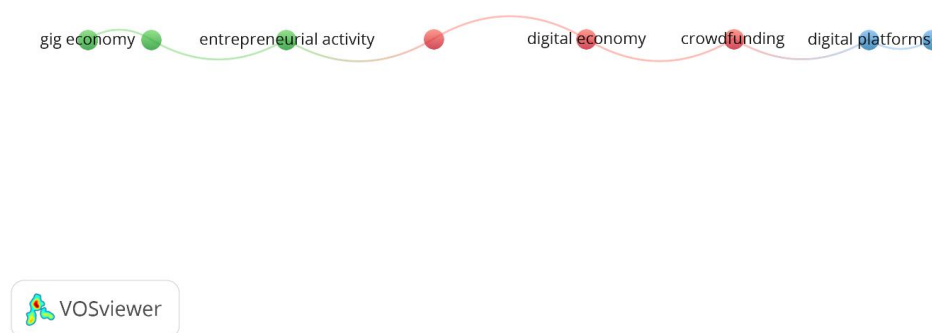 gig economy
entrepreneurial activity
digital economy
crowdfunding
digital platforms
VOSviewer